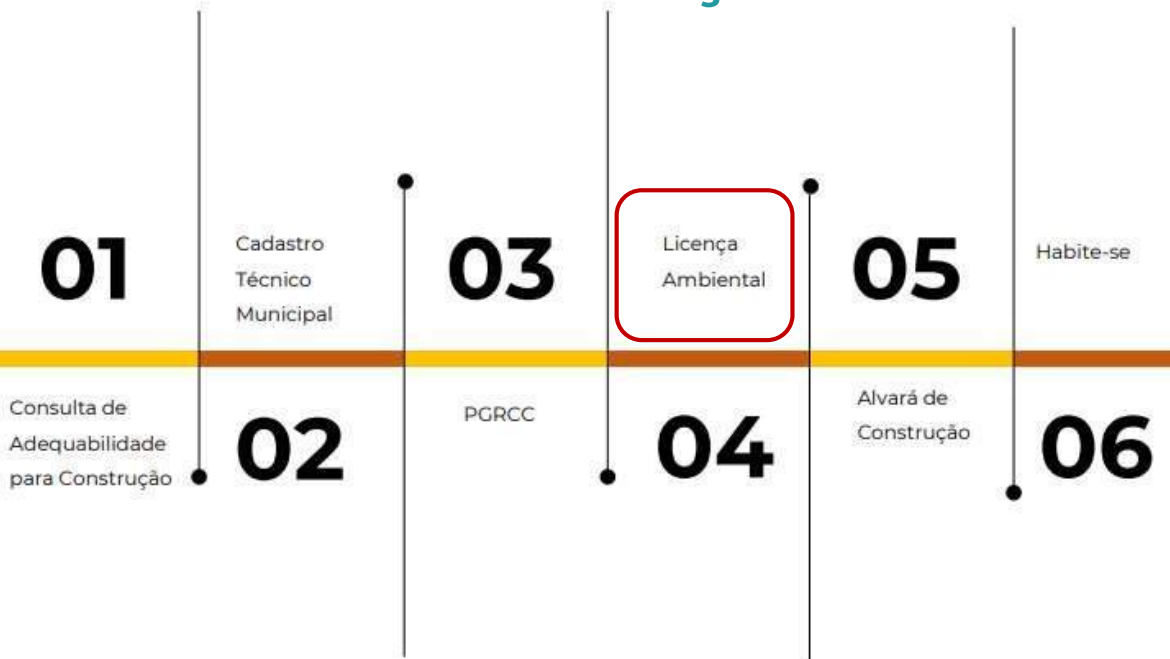 01
Consulta de
Adequabilidade
para Construção
Cadastro
Técnico
Municipal
02
03
PGRCC
Licença
Ambiental
04
05
Alvará de
Construção
Habite-se
06